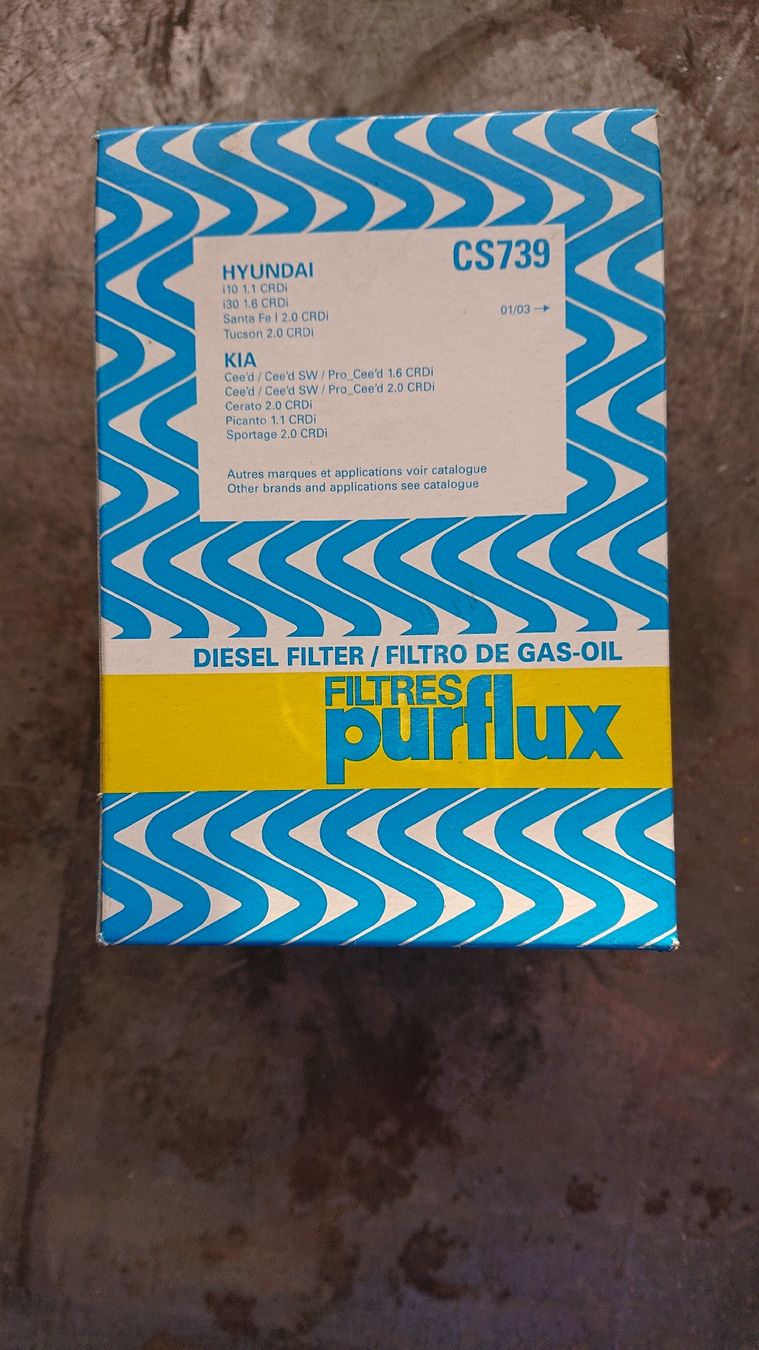 CS739
HYUNDAI
i10 1.1 CRDi
i30 1.6 CRDi
Santa Fe I 2.0 CRDi 01/03 →
Tucson 2.0 CRDi
KIA
Cee'd / Cee'd SW / Pro_Cee'd 1.6 CRDi
Cee'd / Cee'd SW / Pro_Cee'd 2.0 CRDi
Cerato 2.0 CRDi
Picanto 1.1 CRDi
Sportage 2.0 CRDi
Autres marques et applications voir catalogue
Other brands and applications see catalogue
DIESEL FILTER / FILTRO DE GAS-OIL
FILTRES
purflux